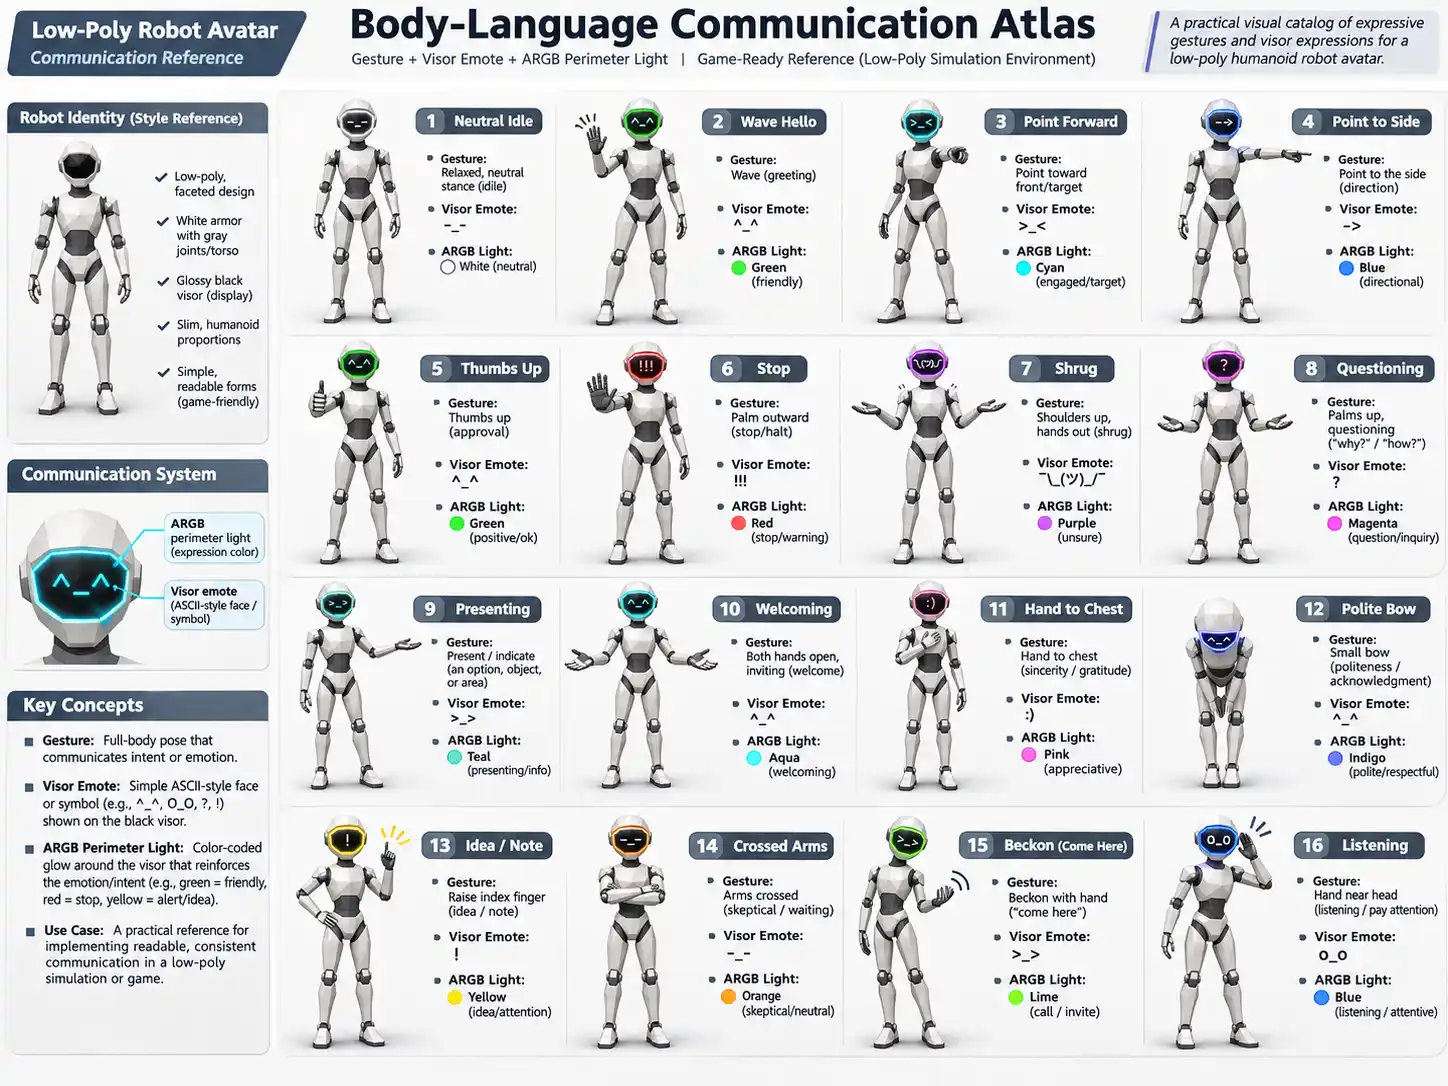 Low-Poly Robot Avatar
Communication Reference
Body-Language Communication Atlas
Gesture + Visor Emote + ARGB Perimeter Light | Game-Ready Reference (Low-Poly Simulation Environment)
A practical visual catalog of expressive
gestures and visor expressions for a
low-poly humanoid robot avatar.
Robot Identity (Style Reference)
Low-poly,
faceted design
White armor
with gray
joints/torso
Glossy black
visor (display)
Slim, humanoid
proportions
Simple,
readable forms
(game-friendly)
Communication System
ARGB
perimeter light
(expression color)
^_^
Visor emote
(ASCII-style face /
symbol)
Key Concepts
Gesture: Full-body pose that
communicates intent or emotion.
Visor Emote: Simple ASCII-style face
or symbol (e.g., ^_^, O_O, ?, !)
shown on the black visor.
ARGB Perimeter Light: Color-coded
glow around the visor that reinforces
the emotion/intent (e.g., green = friendly,
red = stop, yellow = alert/idea).
Use Case: A practical reference for
implementing readable, consistent
communication in a low-poly
simulation or game.
-_-
1 Neutral Idle
Gesture:
Relaxed, neutral
stance (idile)
Visor Emote:
-_-
ARGB Light:
White (neutral)
^_^
2 Wave Hello
Gesture:
Wave (greeting)
Visor Emote:
^_^
ARGB Light:
Green
(friendly)
>_<
3 Point Forward
Gesture:
Point toward
front/target
Visor Emote:
>_<
ARGB Light:
Cyan
(engaged/target)
->
4 Point to Side
Gesture:
Point to the side
(direction)
Visor Emote:
->
ARGB Light:
Blue
(directional)
^_^
5 Thumbs Up
Gesture:
Thumbs up
(approval)
Visor Emote:
^_^
ARGB Light:
Green
(positive/ok)
!!!
6 Stop
Gesture:
Palm outward
(stop/halt)
Visor Emote:
!!!
ARGB Light:
Red
(stop/warning)
7 Shrug
Gesture:
Shoulders up,
hands out (shrug)
Visor Emote:
¯\_(ツ)_/¯
ARGB Light:
Purple
(unsure)
?
8 Questioning
Gesture:
Palms up,
questioning
("why?" / "how?")
Visor Emote:
?
ARGB Light:
Magenta
(question/inquiry)
>_>
9 Presenting
Gesture:
Present / indicate
(an option, object,
or area)
Visor Emote:
>_>
ARGB Light:
Teal
(presenting/info)
^_^
10 Welcoming
Gesture:
Both hands open,
inviting (welcome)
Visor Emote:
^_^
ARGB Light:
Aqua
(welcoming)
:)
11 Hand to Chest
Gesture:
Hand to chest
(sincerity / gratitude)
Visor Emote:
:)
ARGB Light:
Pink
(appreciative)
^_^
12 Polite Bow
Gesture:
Small bow
(politeness /
acknowledgment)
Visor Emote:
^_^
ARGB Light:
Indigo
(polite/respectful)
!
13 Idea / Note
Gesture:
Raise index finger
(idea / note)
Visor Emote:
!
ARGB Light:
Yellow
(idea/attention)
-_-
14 Crossed Arms
Gesture:
Arms crossed
(skeptical / waiting)
Visor Emote:
-_-
ARGB Light:
Orange
(skeptical/neutral)
>_>
15 Beckon (Come Here)
Gesture:
Beckon with hand
("come here")
Visor Emote:
>_>
ARGB Light:
Lime
(call / invite)
o_o
16 Listening
Gesture:
Hand near head
(listening / pay attention)
Visor Emote:
o_o
ARGB Light:
Blue
(listening / attentive)